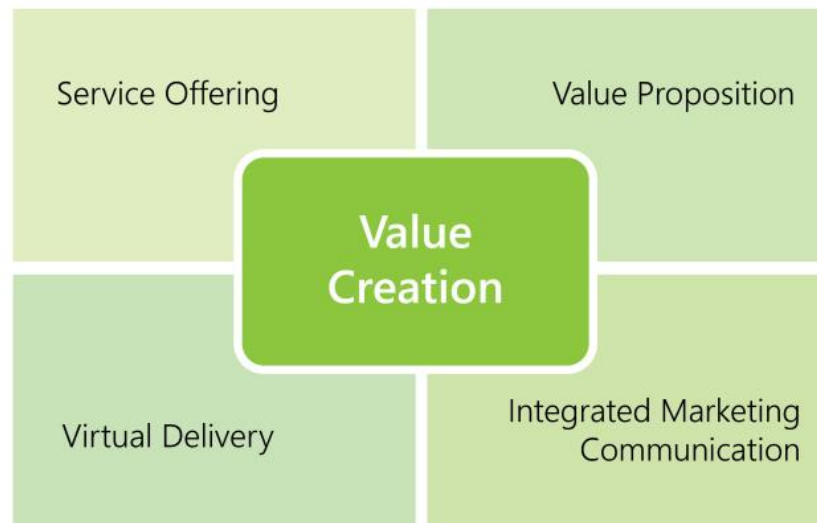 Service Offering
Value Proposition
Value
Creation
Virtual Delivery
Integrated Marketing
Communication